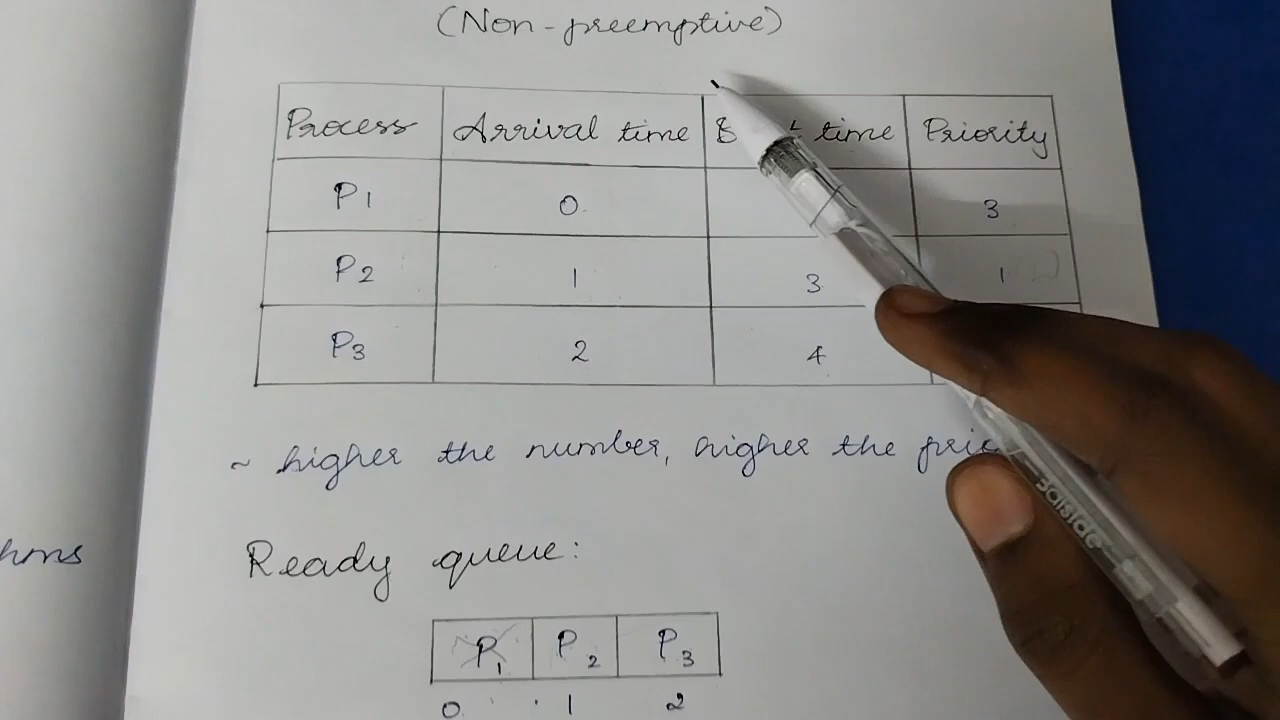 (Non-preemptive)
Process Arrival time time Priority
P1 0 3
P2 1 3 1
P3 2 4
~ higher the number, higher the
Ready queue:
P1 P2 P3
0 1 2